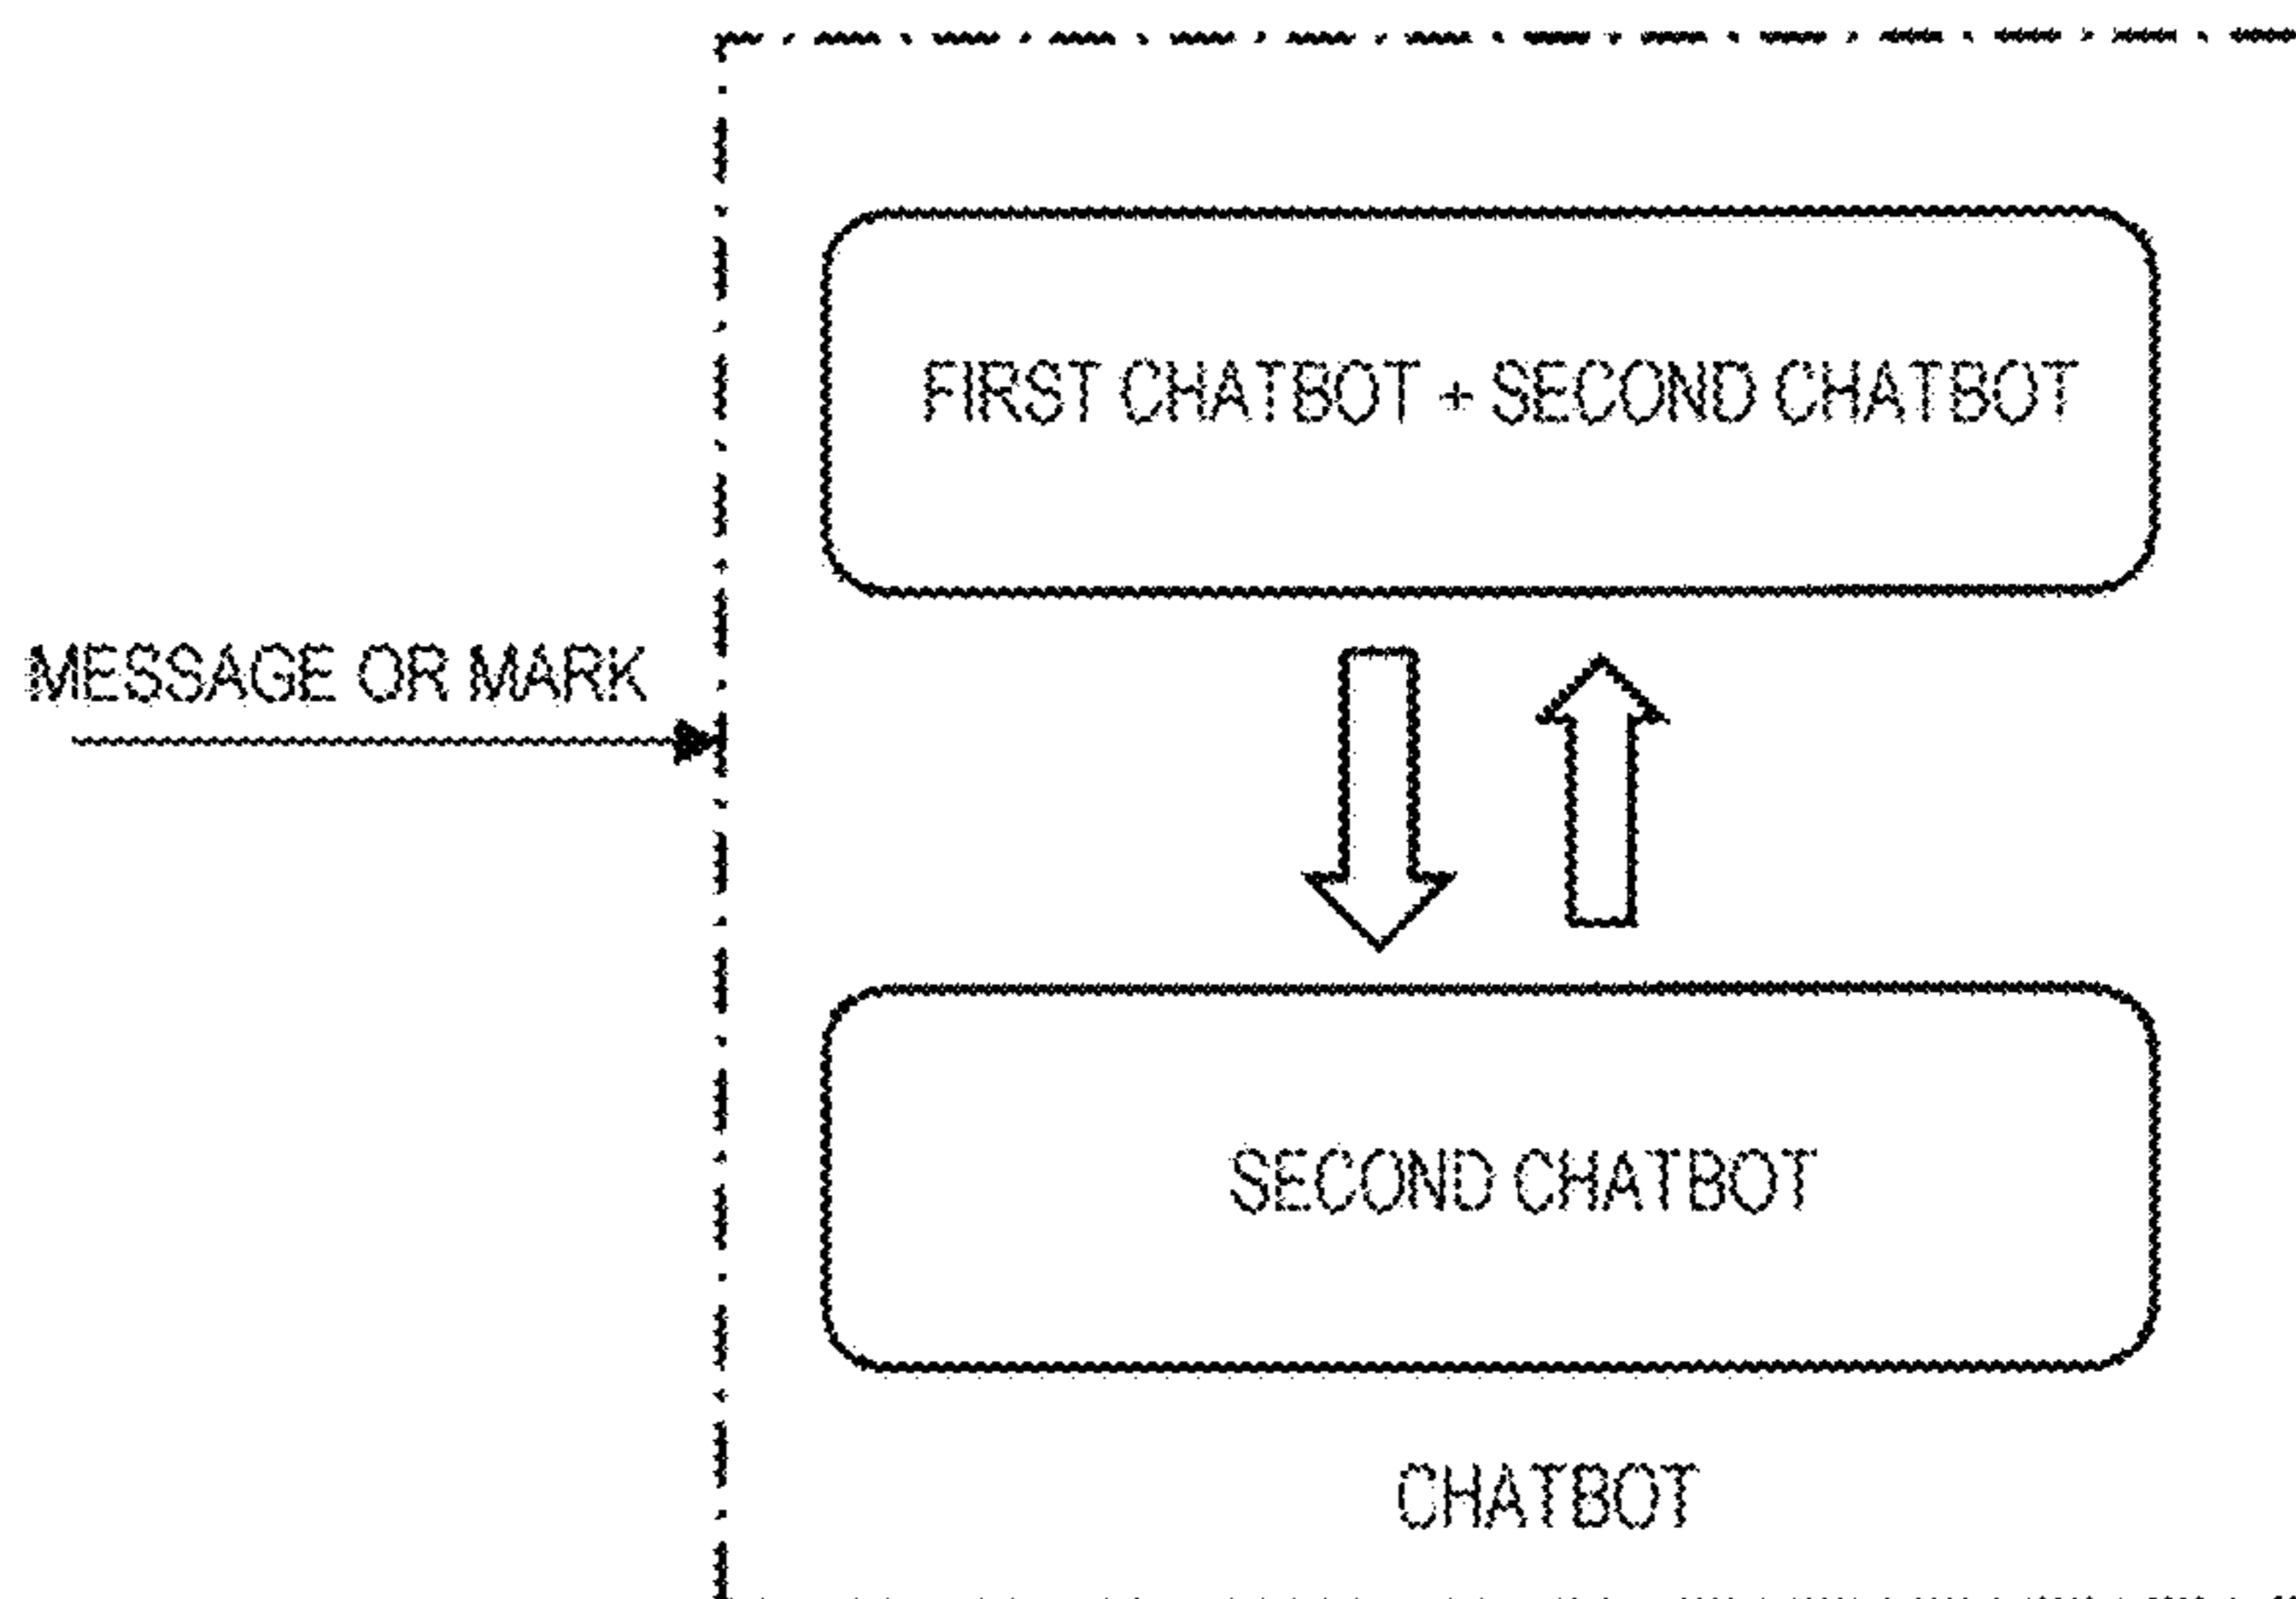 FIRST CHATBOT + SECOND CHATBOT
MESSAGE OR MARK
SECOND CHATBOT
CHATBOT